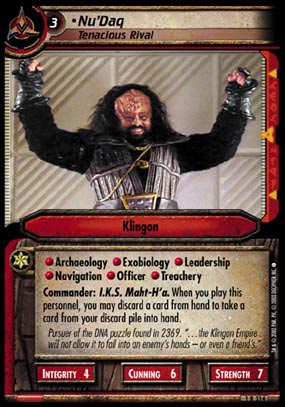 3
•Nu'Daq
Tenacious Rival
Klingon
• Archaeology • Exobiology • Leadership
• Navigation • Officer • Treachery
Commander: I.K.S. Maht-H'a. When you play this
personnel, you may discard a card from hand to take a
card from your discard pile into hand.
Pursuer of the DNA puzzle found in 2369. "…the Klingon Empire
will not allow it to fall into an enemy's hands — or even a friend's."
INTEGRITY 4 CUNNING 6 STRENGTH 7